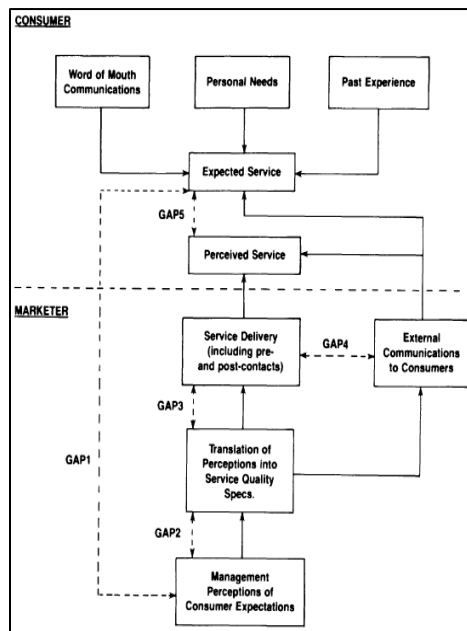 CONSUMER
Word of Mouth
Communications
Personal Needs
Past Experience
Expected Service
GAP5
Perceived Service
MARKETER
Service Delivery
(including pre-
and post-contacts)
GAP4
External
Communications
to Consumers
GAP3
GAP1
Translation of
Perceptions into
Service Quality
Specs.
GAP2
Management
Perceptions of
Consumer Expectations